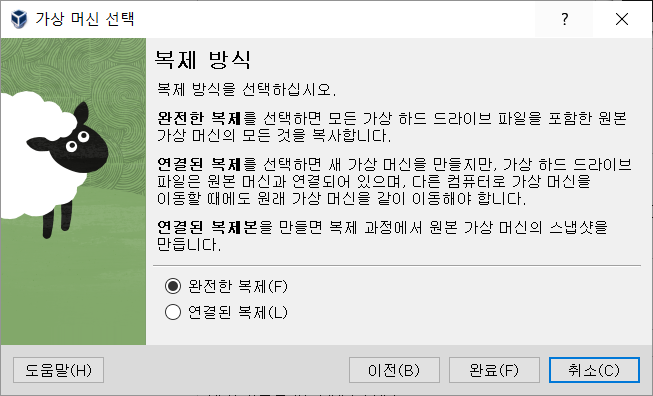 가상 머신 선택
?
복제 방식
복제 방식을 선택하십시오.
완전한 복제를 선택하면 모든 가상 하드 드라이브 파일을 포함한 원본
가상 머신의 모든 것을 복사합니다.
연결된 복제를 선택하면 새 가상 머신을 만들지만, 가상 하드 드라이브
파일은 원본 머신과 연결되어 있으며, 다른 컴퓨터로 가상 머신을
이동할 때에도 원래 가상 머신을 같이 이동해야 합니다.
연결된 복제본을 만들면 복제 과정에서 원본 가상 머신의 스냅샷을
만듭니다.
완전한 복제(F)
연결된 복제(L)
도움말(H) 이전(B) 완료(F) 취소(C)